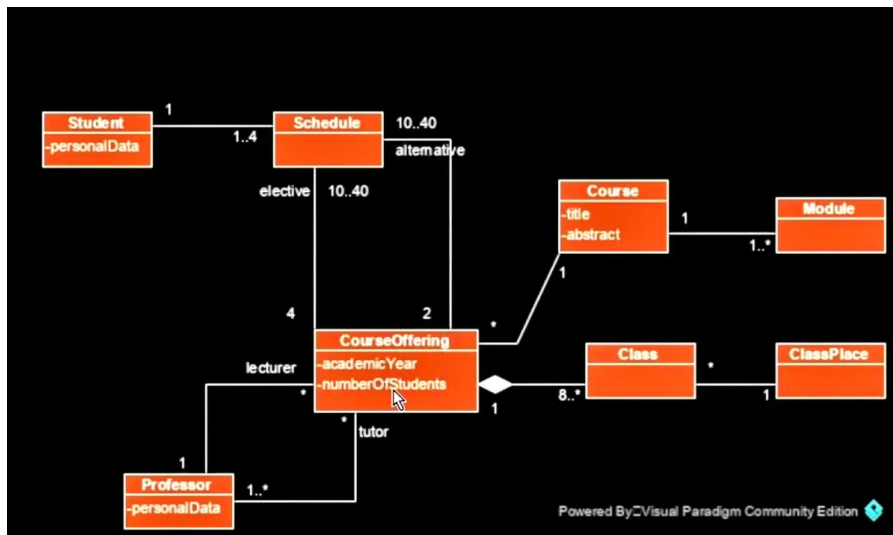 Student
-personalData
1
1..4
Schedule
10..40
alternative
elective
10..40
4
2
Course
-title
-abstract
1
1..*
Module
1
*
CourseOffering
-academicYear
-numberOfStudents
1
8..*
Class
*
1
ClassPlace
lecturer
*
*
tutor
1
1..*
Professor
-personalData
Powered By Visual Paradigm Community Edition